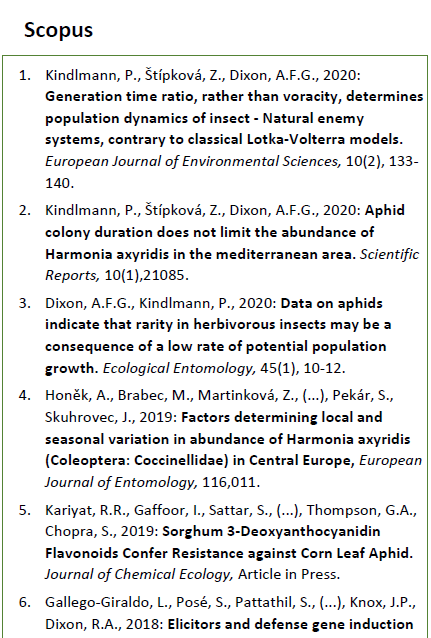 Scopus
1. Kindlmann, P., Štípková, Z., Dixon, A.F.G., 2020:
Generation time ratio, rather than voracity, determines
population dynamics of insect - Natural enemy
systems, contrary to classical Lotka-Volterra models.
European Journal of Environmental Sciences, 10(2), 133-
140.
2. Kindlmann, P., Štípková, Z., Dixon, A.F.G., 2020: Aphid
colony duration does not limit the abundance of
Harmonia axyridis in the mediterranean area. Scientific
Reports, 10(1),21085.
3. Dixon, A.F.G., Kindlmann, P., 2020: Data on aphids
indicate that rarity in herbivorous insects may be a
consequence of a low rate of potential population
growth. Ecological Entomology, 45(1), 10-12.
4. Honěk, A., Brabec, M., Martinková, Z., (...), Pekár, S.,
Skuhrovec, J., 2019: Factors determining local and
seasonal variation in abundance of Harmonia axyridis
(Coleoptera: Coccinellidae) in Central Europe, European
Journal of Entomology, 116,011.
5. Kariyat, R.R., Gaffoor, I., Sattar, S., (...), Thompson, G.A.,
Chopra, S., 2019: Sorghum 3-Deoxyanthocyanidin
Flavonoids Confer Resistance against Corn Leaf Aphid.
Journal of Chemical Ecology, Article in Press.
6. Gallego-Giraldo, L., Posé, S., Pattathil, S., (...), Knox, J.P.,
Dixon, R.A., 2018: Elicitors and defense gene induction